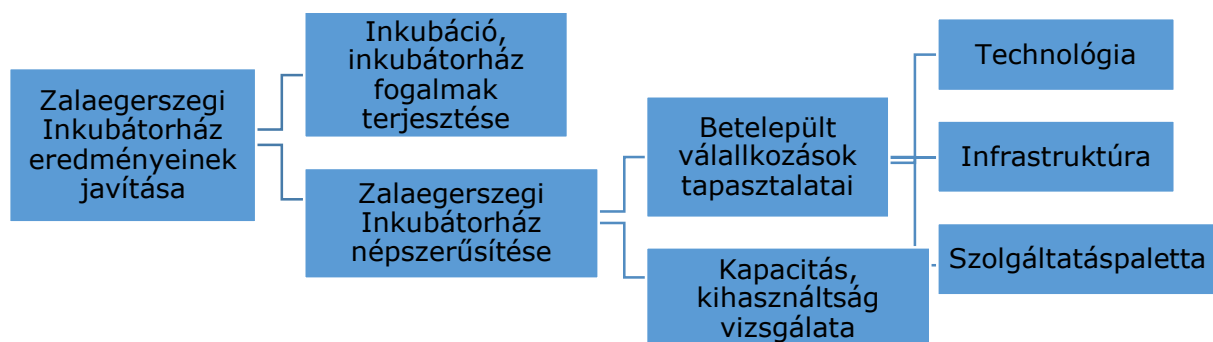 Zalaegerszegi
Inkubátorház
eredményeinek
javítása
Inkubáció,
inkubátorház
fogalmak
terjesztése
Zalaegerszegi
Inkubátorház
népszerűsítése
Betelepült
válallkozások
tapasztalatai
Kapacitás,
kihasználtság
vizsgálata
Technológia
Infrastruktúra
Szolgáltatáspaletta